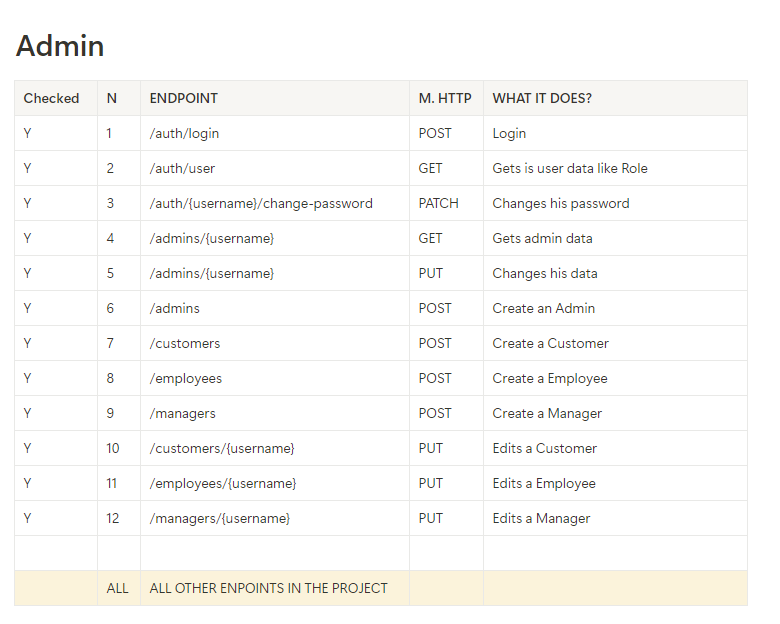 Admin
Checked N ENDPOINT M. HTTP WHAT IT DOES?
Y 1 /auth/login POST Login
Y 2 /auth/user GET Gets is user data like Role
Y 3 /auth/{username}/change-password PATCH Changes his password
Y 4 /admins/{username} GET Gets admin data
Y 5 /admins/{username} PUT Changes his data
Y 6 /admins POST Create an Admin
Y 7 /customers POST Create a Customer
Y 8 /employees POST Create a Employee
Y 9 /managers POST Create a Manager
Y 10 /customers/{username} PUT Edits a Customer
Y 11 /employees/{username} PUT Edits a Employee
Y 12 /managers/{username} PUT Edits a Manager
ALL ALL OTHER ENPOINTS IN THE PROJECT